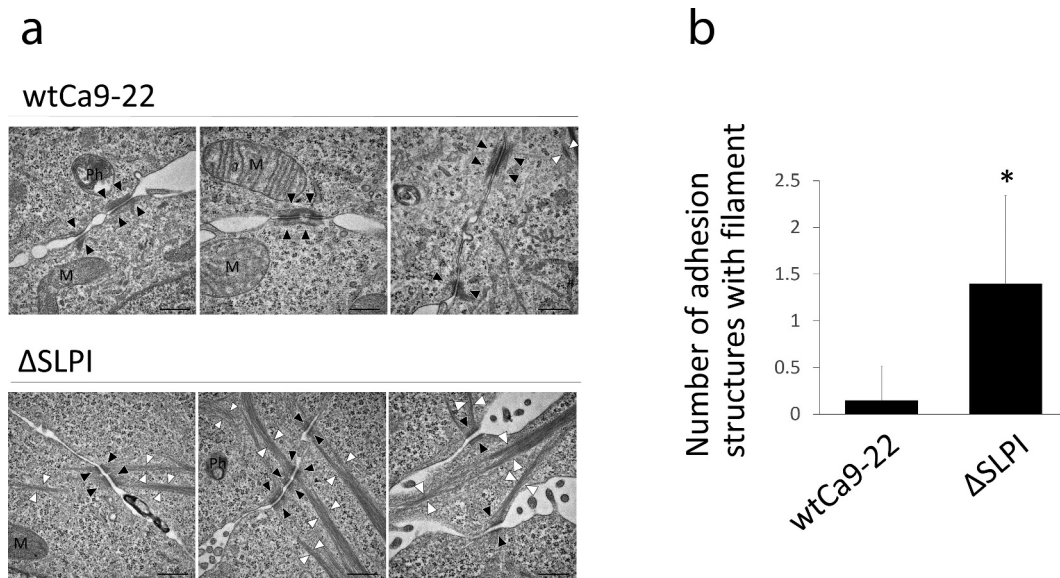 a
wtCa9-22
Ph
M
M
M
ΔSLPI
M
Ph
b
Number of adhesion
structures with filament
2.5
2
1.5
1
0.5
0
*
wtCa9-22
ΔSLPI